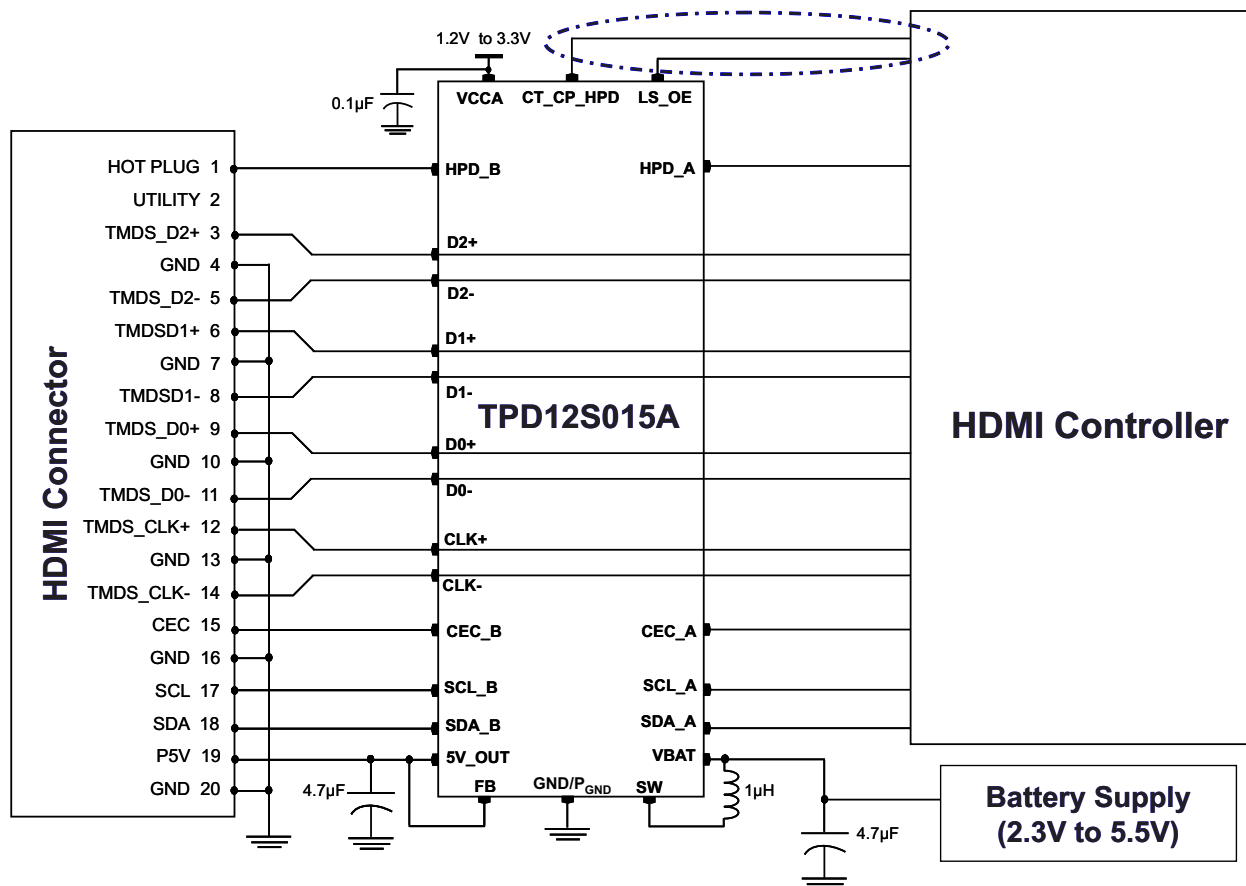 1.2V to 3.3V
0.1µF
VCCA
CT_CP_HPD
LS_OE
HOT PLUG 1
HPD_B
HPD_A
UTILITY 2
TMDS_D2+ 3
D2+
GND 4
TMDS_D2- 5
D2-
TMDSD1+ 6
D1+
GND 7
TMDSD1- 8
D1-
HDMI Connector
TPD12S015A
HDMI Controller
TMDS_D0+ 9
D0+
GND 10
TMDS_D0- 11
D0-
TMDS_CLK+ 12
CLK+
GND 13
TMDS_CLK- 14
CLK-
CEC 15
CEC_B
CEC_A
GND 16
SCL 17
SCL_B
SCL_A
SDA 18
SDA_B
SDA_A
P5V 19
5V_OUT
VBAT
GND 20
4.7µF
FB
GND/PGND
SW
1µH
Battery Supply
(2.3V to 5.5V)
4.7µF